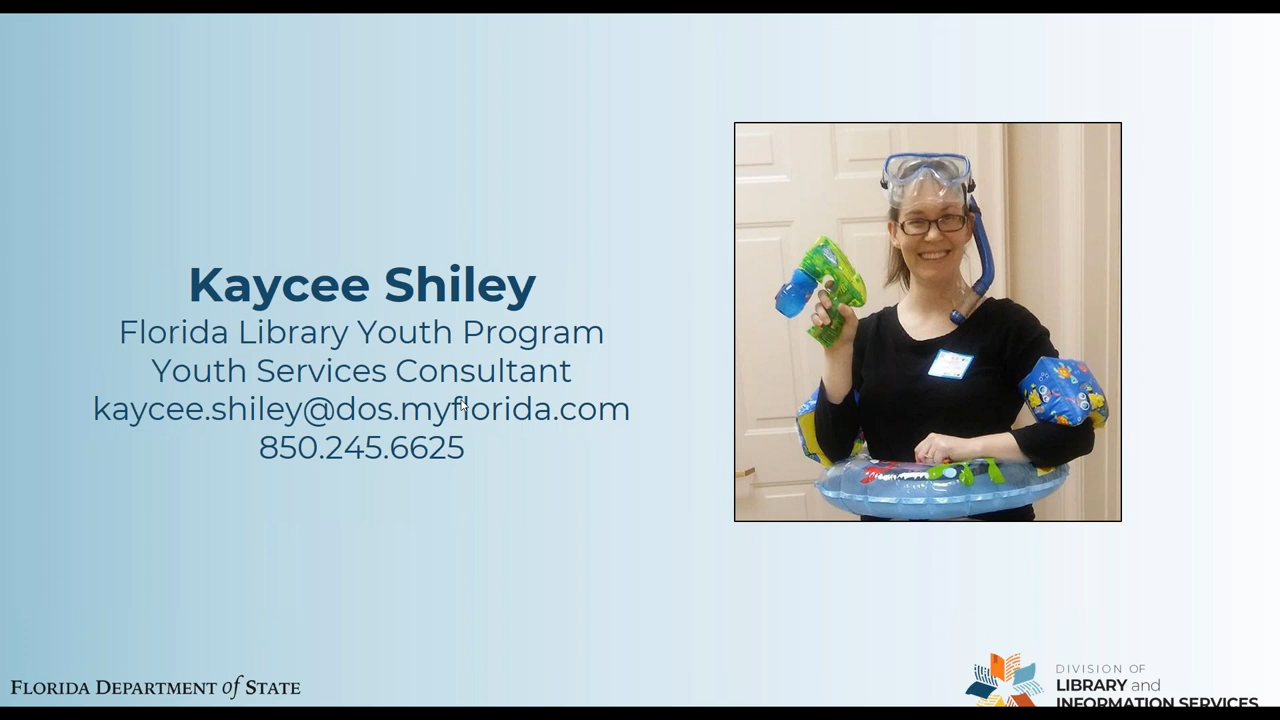 Kaycee Shiley
Florida Library Youth Program
Youth Services Consultant
kaycee.shiley@dos.myflorida.com
850.245.6625
FLORIDA DEPARTMENT of STATE
DIVISION OF
LIBRARY and
INFORMATION SERVICES